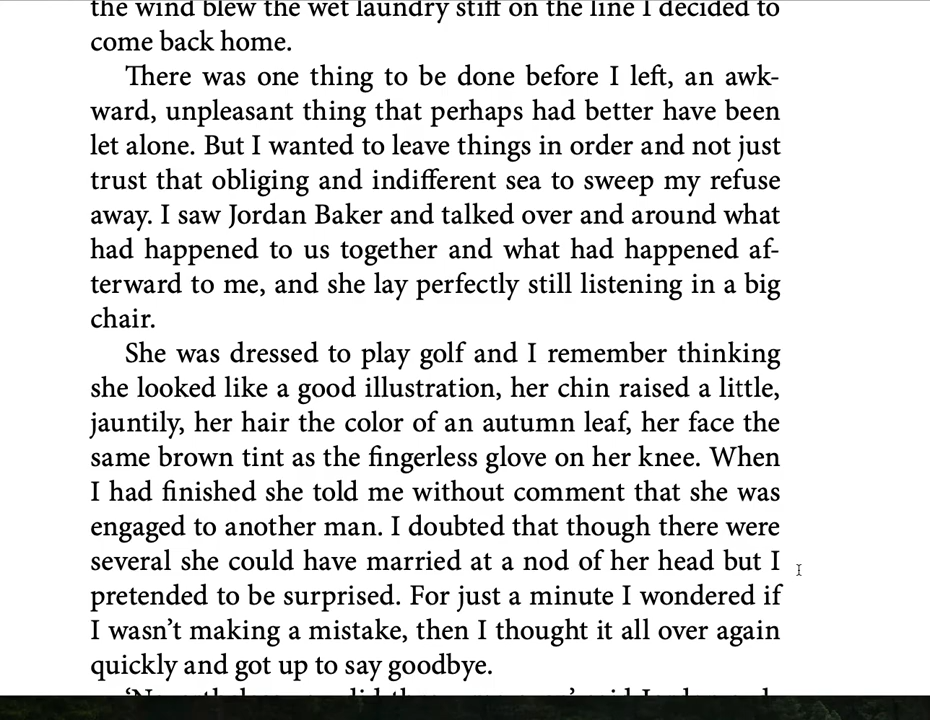 the wind blew the wet laundry stiff on the line I decided to
come back home.
There was one thing to be done before I left, an awk-
ward, unpleasant thing that perhaps had better have been
let alone. But I wanted to leave things in order and not just
trust that obliging and indifferent sea to sweep my refuse
away. I saw Jordan Baker and talked over and around what
had happened to us together and what had happened af-
terward to me, and she lay perfectly still listening in a big
chair.
She was dressed to play golf and I remember thinking
she looked like a good illustration, her chin raised a little,
jauntily, her hair the color of an autumn leaf, her face the
same brown tint as the fingerless glove on her knee. When
I had finished she told me without comment that she was
engaged to another man. I doubted that though there were
several she could have married at a nod of her head but I
pretended to be surprised. For just a minute I wondered if
I wasn’t making a mistake, then I thought it all over again
quickly and got up to say goodbye.